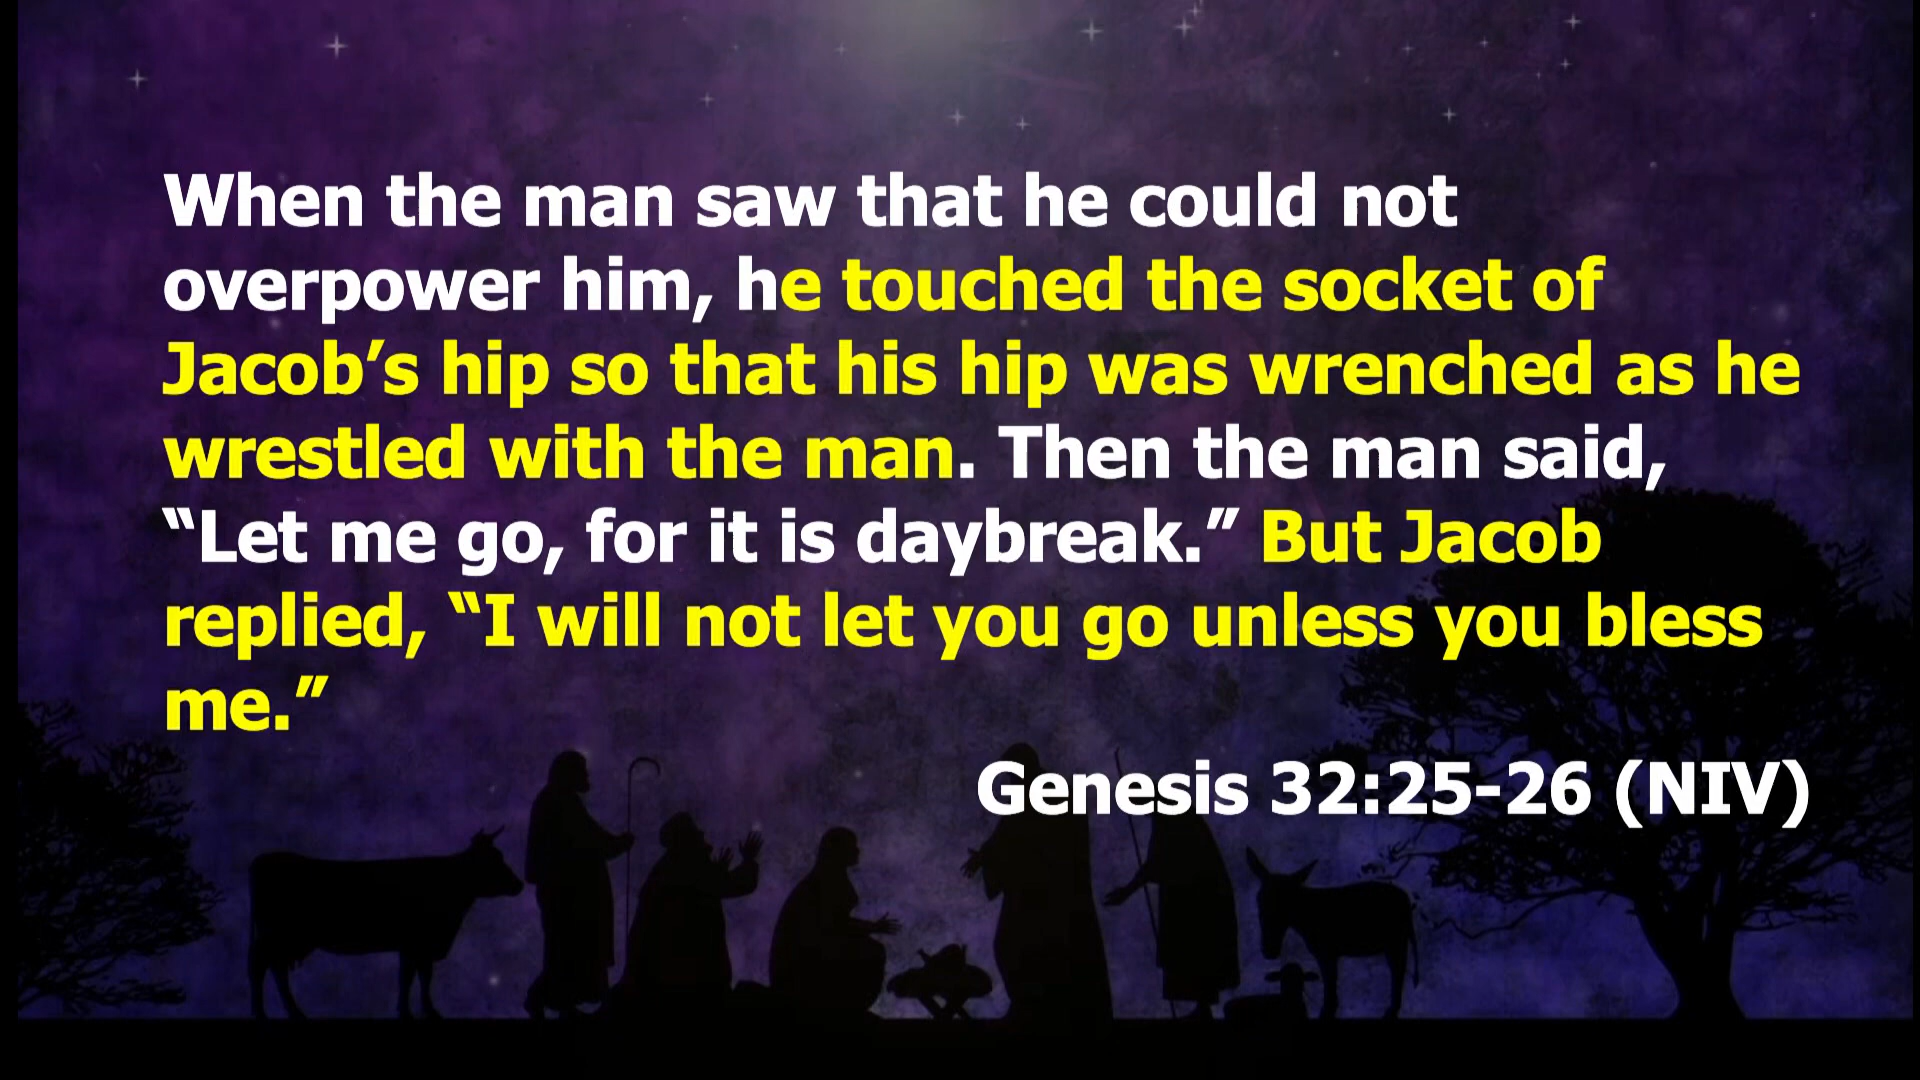 When the man saw that he could not
overpower him, he touched the socket of
Jacob’s hip so that his hip was wrenched as he
wrestled with the man. Then the man said,
“Let me go, for it is daybreak.” But Jacob
replied, “I will not let you go unless you bless
me.”
Genesis 32:25-26 (NIV)